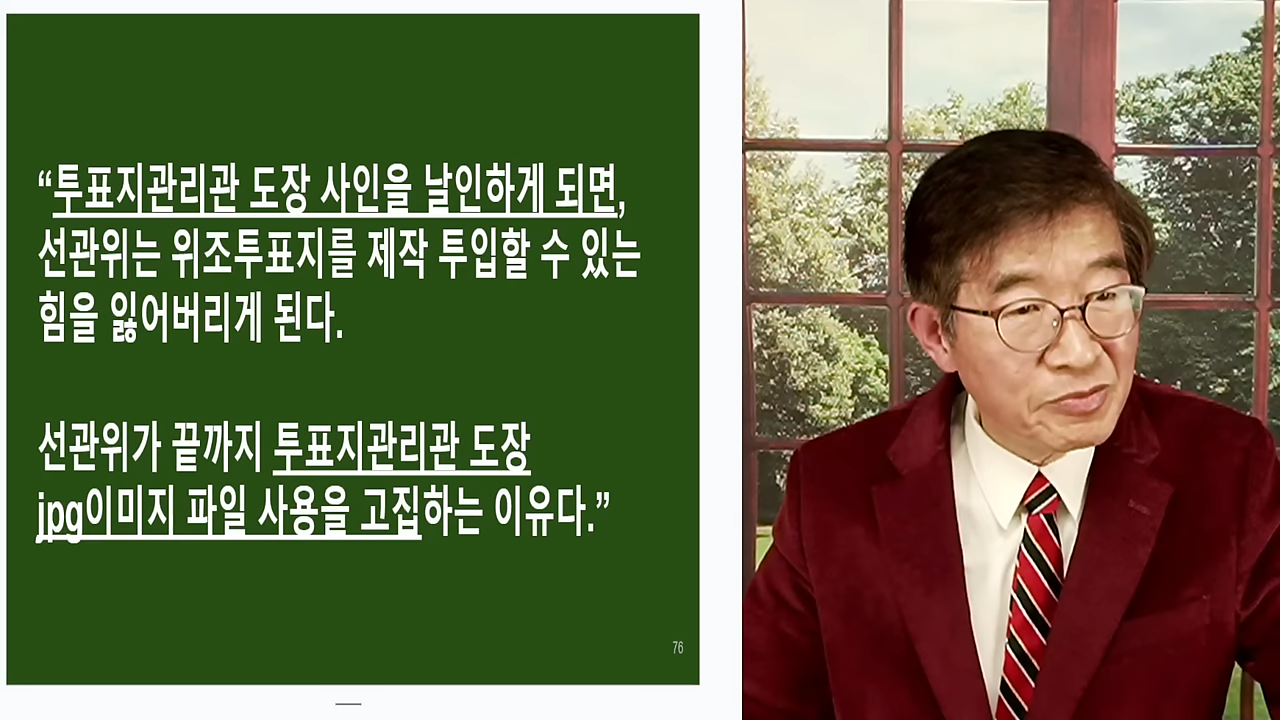 “투표지관리관 도장 사인을 날인하게 되면,
선관위는 위조투표지를 제작 투입할 수 있는
힘을 잃어버리게 된다.
선관위가 끝까지 투표지관리관 도장
jpg이미지 파일 사용을 고집하는 이유다.”
76